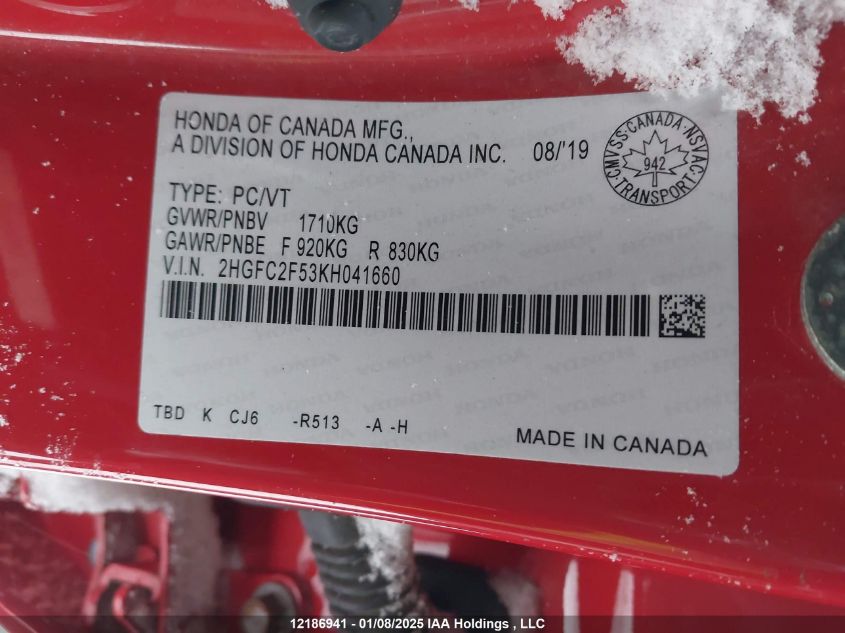 HONDA OF CANADA MFG.,
A DIVISION OF HONDA CANADA INC. 08/'19
CMVSS·CANADA·NSVAC·TRANSPORT·
942
TYPE: PC/VT
GVWR/PNBV 1710KG
GAWR/PNBE F 920KG R 830KG
V.I.N. 2HGFC2F53KH041660
TBD K CJ6 -R513 -A -H
MADE IN CANADA
12186941 - 01/08/2025 IAA Holdings , LLC